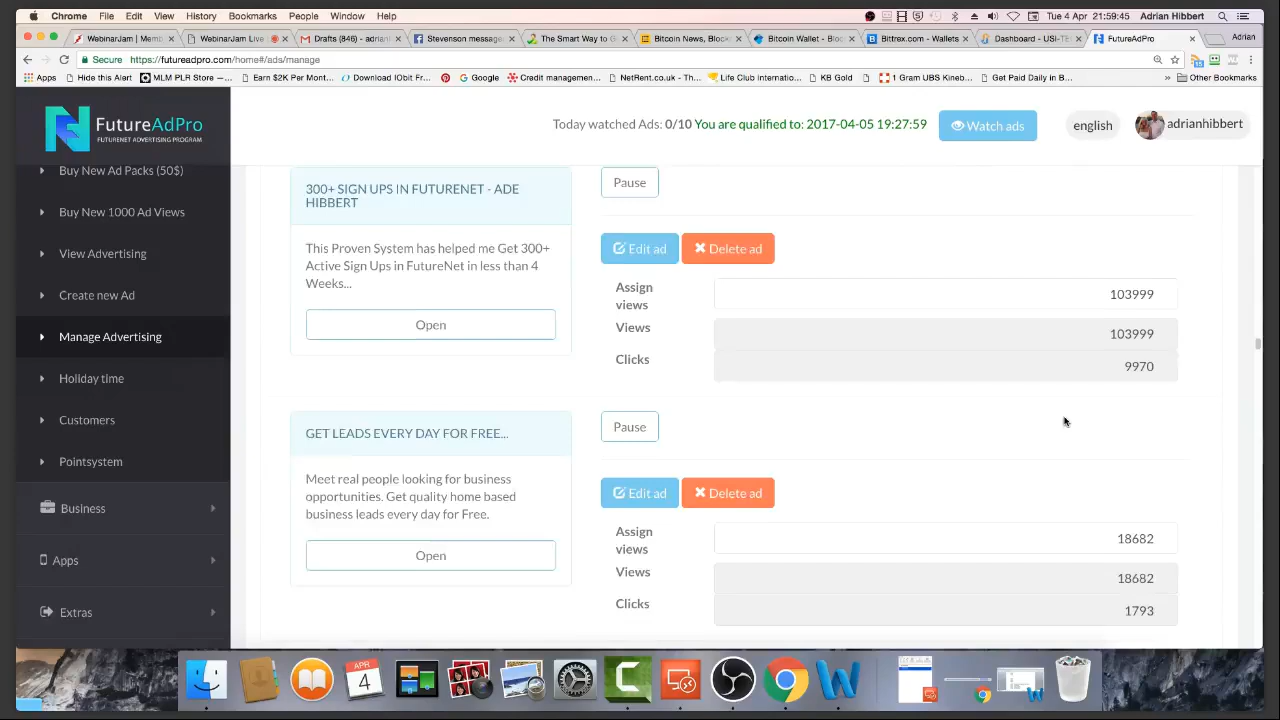 Chrome File Edit View History Bookmarks People Window Help Tue 4 Apr 21:59:45 Adrian Hibbert
WebinarJam | Memb WebinarJam Live Drafts (846) - adrian Stevenson messaged The Smart Way to G Bitcoin News, Block Bitcoin Wallet - Bloc Bittrex.com - Wallets Dashboard - USI-TE FutureAdPro Adrian
Secure https://futureadpro.com/home#/ads/manage
Apps Hide this Alert MLM PLR Store —... Earn $2K Per Mont... Download IObit Fr... Google Credit managemen... NetRent.co.uk - Th... Life Club Internatio... KB Gold 1 Gram UBS Kineb... Get Paid Daily in B... » Other Bookmarks
FutureAdPro
FUTURENET ADVERTISING PROGRAM
Today watched Ads: 0/10 You are qualified to: 2017-04-05 19:27:59 Watch ads english adrianhibbert
Buy New Ad Packs (50$)
Buy New 1000 Ad Views
View Advertising
Create new Ad
Manage Advertising
Holiday time
Customers
Pointsystem
Business
Apps
Extras
300+ SIGN UPS IN FUTURENET - ADE
HIBBERT
This Proven System has helped me Get 300+
Active Sign Ups in FutureNet in less than 4
Weeks...
Open
Pause
Edit ad Delete ad
Assign
views
103999
Views 103999
Clicks 9970
GET LEADS EVERY DAY FOR FREE...
Meet real people looking for business
opportunities. Get quality home based
business leads every day for Free.
Open
Pause
Edit ad Delete ad
Assign
views
18682
Views 18682
Clicks 1793
APR
4